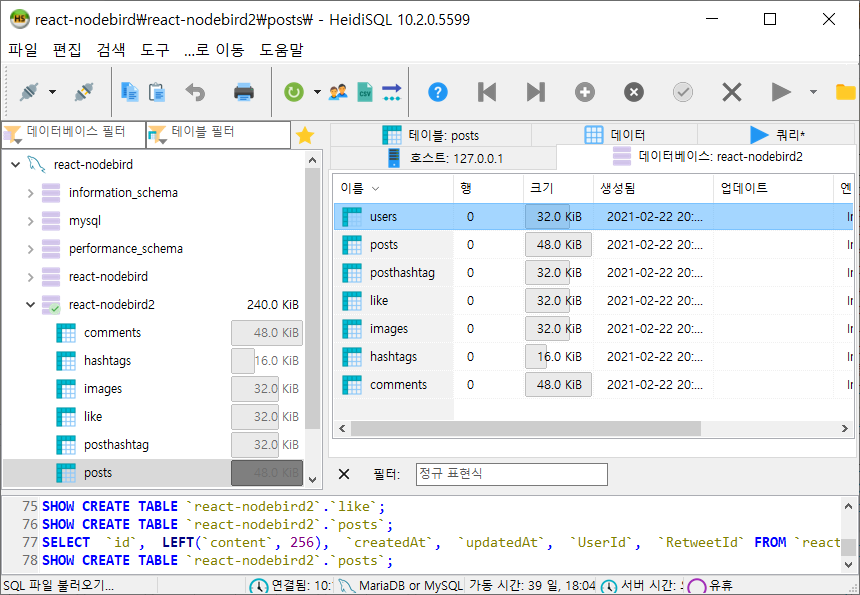 react-nodebird₩react-nodebird2₩posts₩ - HeidiSQL 10.2.0.5599
파일 편집 검색 도구 ...로 이동 도움말
데이터베이스 필터 테이블 필터
테이블: posts 데이터 쿼리*
호스트: 127.0.0.1 데이터베이스: react-nodebird2
react-nodebird
information_schema
mysql
performance_schema
react-nodebird
react-nodebird2 240.0 KiB
comments 48.0 KiB
hashtags 16.0 KiB
images 32.0 KiB
like 32.0 KiB
posthashtag 32.0 KiB
posts 48.0 KiB
이름 행 크기 생성됨 업데이트 엔
users 0 32.0 KiB 2021-02-22 20:...
posts 0 48.0 KiB 2021-02-22 20:...
posthashtag 0 32.0 KiB 2021-02-22 20:...
like 0 32.0 KiB 2021-02-22 20:...
images 0 32.0 KiB 2021-02-22 20:...
hashtags 0 16.0 KiB 2021-02-22 20:...
comments 0 48.0 KiB 2021-02-22 20:...
필터: 정규 표현식
75 SHOW CREATE TABLE `react-nodebird2`.`like`;
76 SHOW CREATE TABLE `react-nodebird2`.`posts`;
77 SELECT `id`, LEFT(`content`, 256), `createdAt`, `updatedAt`, `UserId`, `RetweetId` FROM `react
78 SHOW CREATE TABLE `react-nodebird2`.`posts`;
SQL 파일 불러오기... 연결됨: 10: MariaDB or MySQL 가동 시간: 39 일, 18:04 서버 시간: 유휴